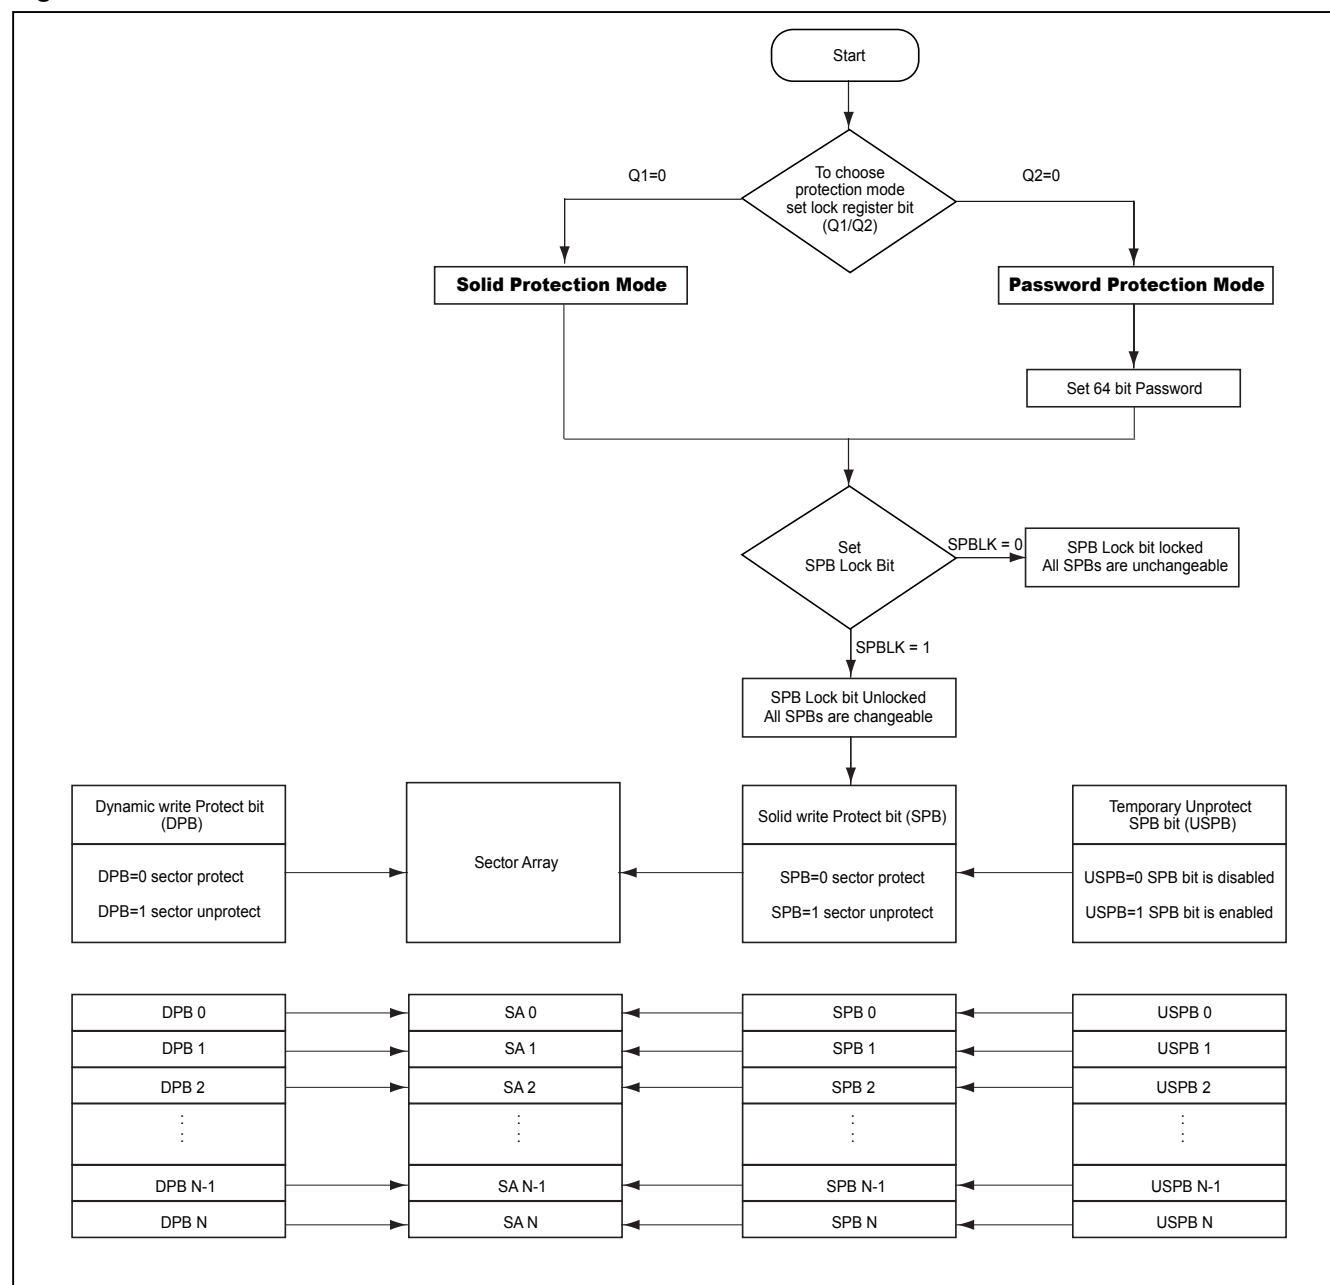 Start
To choose
protection mode
set lock register bit
(Q1/Q2)
Q1=0
Q2=0
Solid Protection Mode
Password Protection Mode
Set 64 bit Password
Set
SPB Lock Bit
SPBLK = 0
SPB Lock bit locked
All SPBs are unchangeable
SPBLK = 1
SPB Lock bit Unlocked
All SPBs are changeable
Dynamic write Protect bit
(DPB)
DPB=0 sector protect
DPB=1 sector unprotect
Sector Array
Solid write Protect bit (SPB)
SPB=0 sector protect
SPB=1 sector unprotect
Temporary Unprotect
SPB bit (USPB)
USPB=0 SPB bit is disabled
USPB=1 SPB bit is enabled
DPB 0
SA 0
SPB 0
USPB 0
DPB 1
SA 1
SPB 1
USPB 1
DPB 2
SA 2
SPB 2
USPB 2
DPB N-1
SA N-1
SPB N-1
USPB N-1
DPB N
SA N
SPB N
USPB N